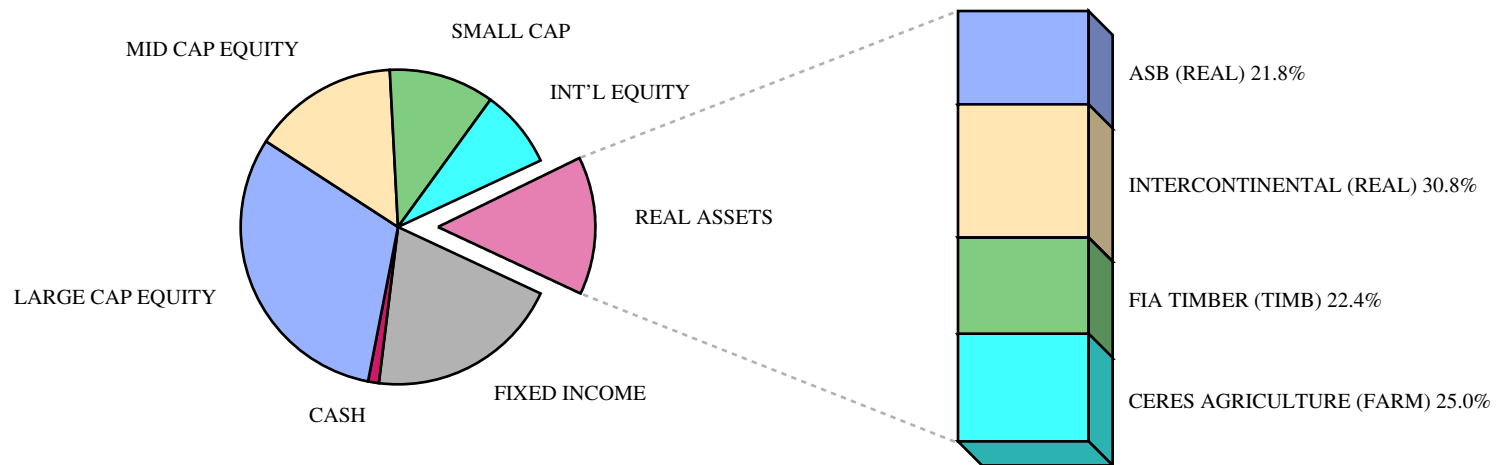 SMALL CAP
MID CAP EQUITY
INT'L EQUITY
REAL ASSETS
LARGE CAP EQUITY
FIXED INCOME
CASH
ASB (REAL) 21.8%
INTERCONTINENTAL (REAL) 30.8%
FIA TIMBER (TIMB) 22.4%
CERES AGRICULTURE (FARM) 25.0%